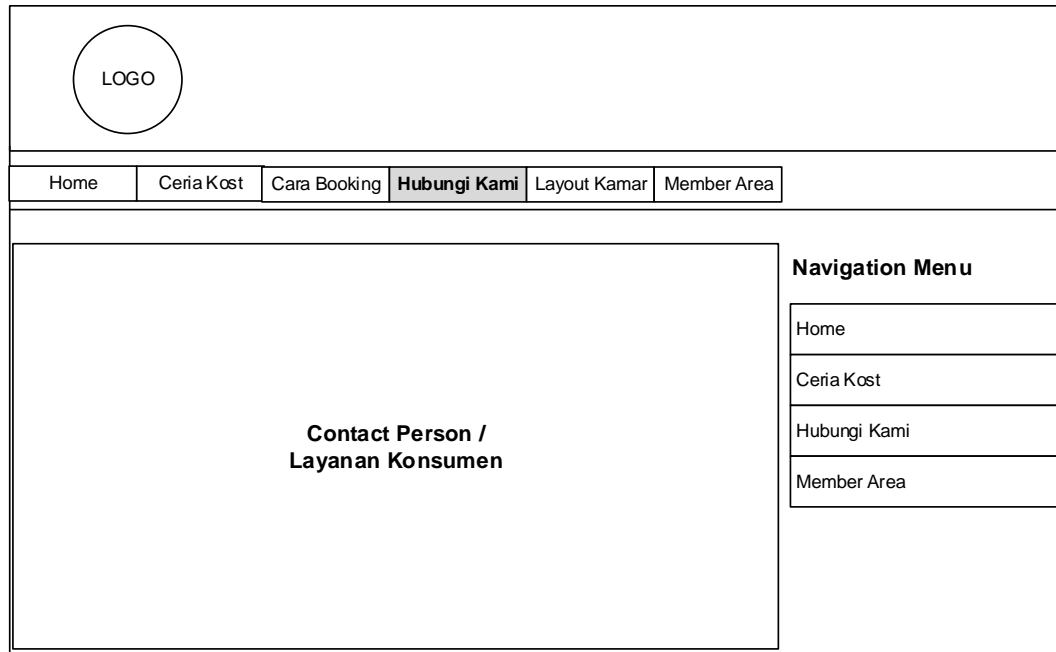 LOGO
Home
Ceria Kost
Cara Booking
Hubungi Kami
Layout Kamar
Member Area
Contact Person /
Layanan Konsumen
Navigation Menu
Home
Ceria Kost
Hubungi Kami
Member Area